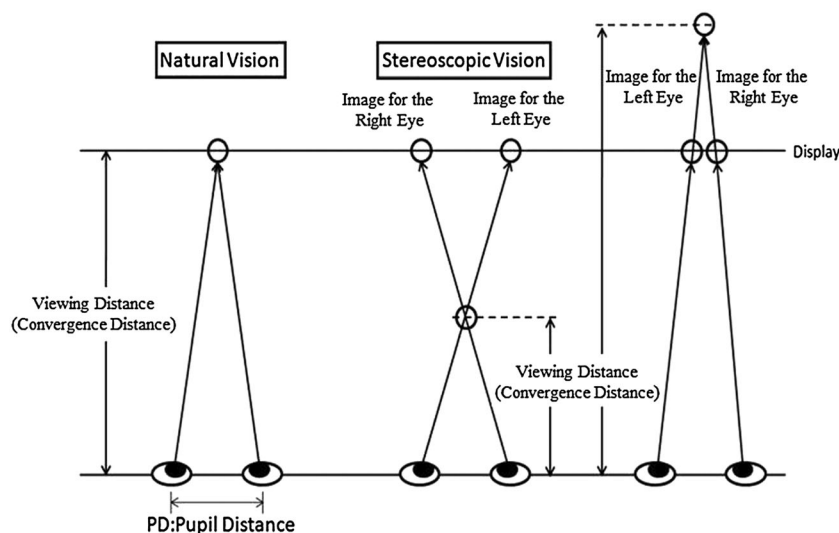 Natural Vision
Stereoscopic Vision
Image for the
Right Eye
Image for the
Left Eye
Image for the
Left Eye
Image for the
Right Eye
Display
Viewing Distance
(Convergence Distance)
Viewing Distance
(Convergence Distance)
PD:Pupil Distance